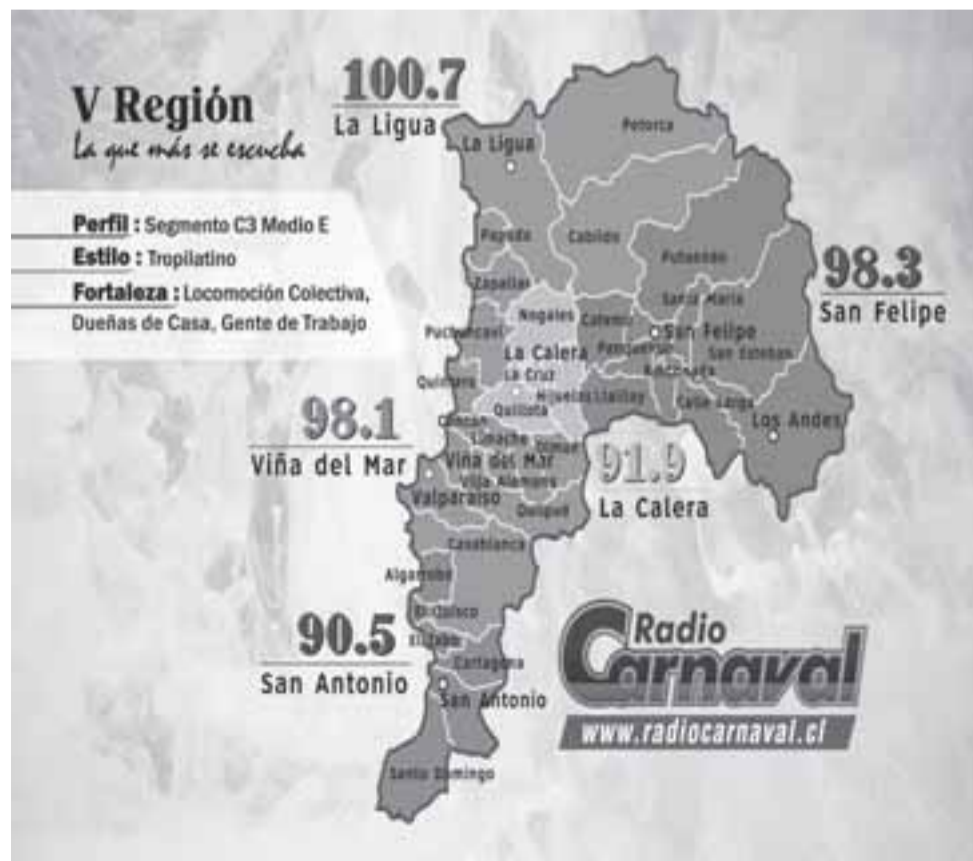 V Región
La que más se escucha
Perfil : Segmento C3 Medio E
Estilo : Tropilatino
Fortaleza : Locomoción Colectiva,
Dueñas de Casa, Gente de Trabajo
100.7
La Ligua
98.3
San Felipe
98.1
Viña del Mar
91.9
La Calera
90.5
San Antonio
La Ligua
Petorca
Papudo
Cabildo
Putaendo
Zapallar
Santa María
Nogales
Catemu
San Felipe
Puchuncaví
La Calera
Panquehue
San Esteban
La Cruz
Rinconada
Quintero
Hijuelas
Llaillay
Calle Larga
Quillota
Los Andes
Concón
Limache
Olmué
Viña del Mar
Villa Alemana
Valparaíso
Quilpué
Casablanca
Algarrobo
El Quisco
El Tabo
Cartagena
San Antonio
Santo Domingo
Radio
Carnaval
www.radiocarnaval.cl